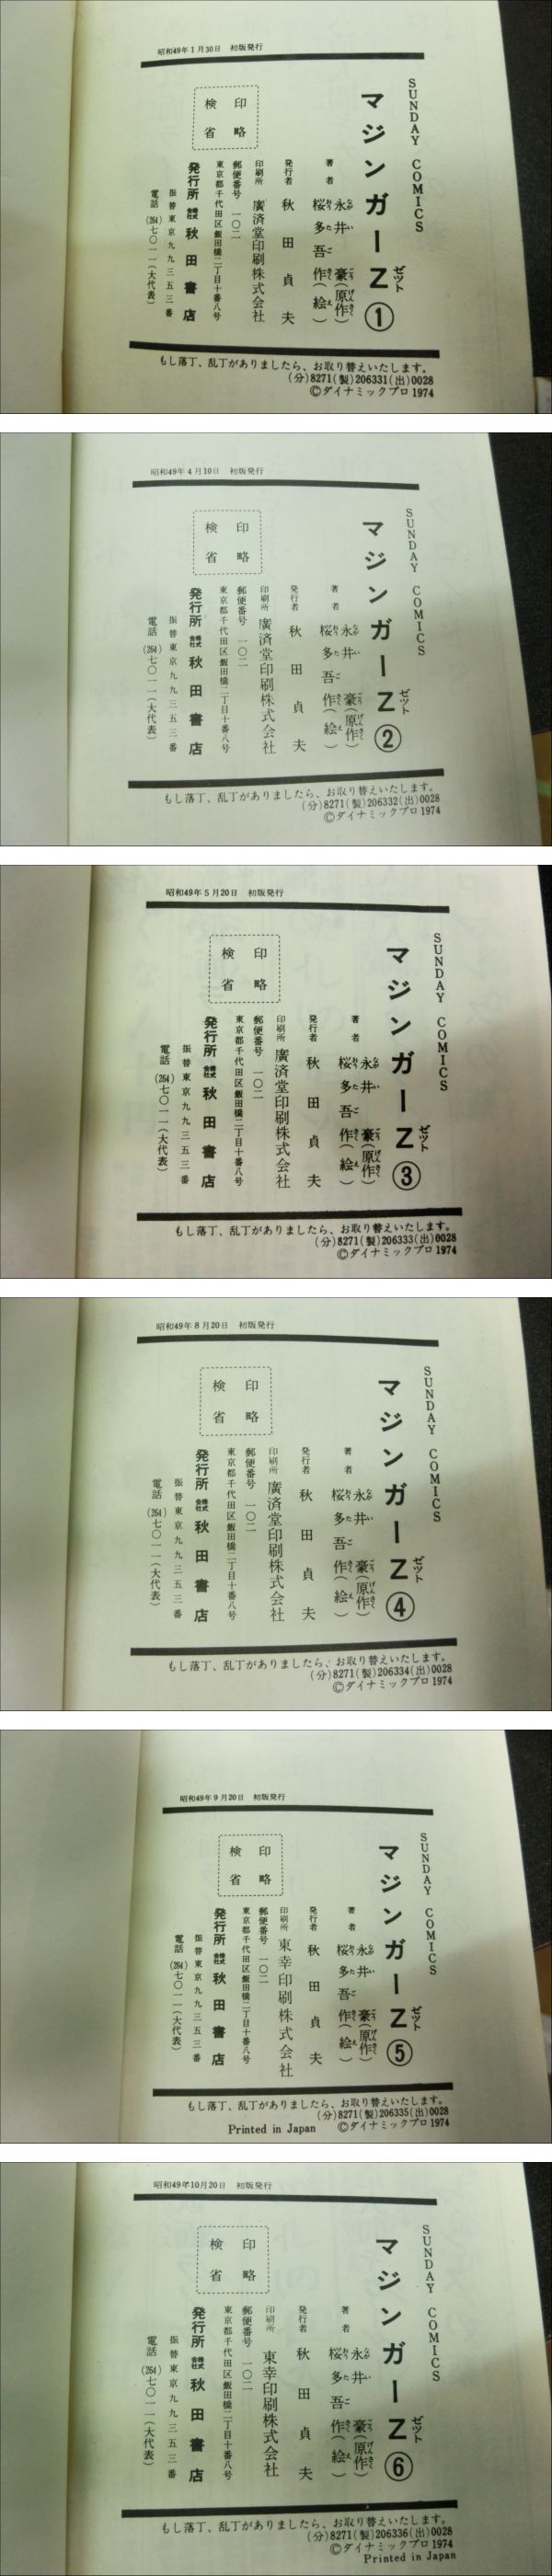 昭和49年1月30日 初版発行
SUNDAY COMICS
マジンガーZ①
ゼット
著者
永井豪(原作)
桜多吾作(絵)
発行者 秋田貞夫
印刷所 廣済堂印刷株式会社
郵便番号 一〇二
東京都千代田区飯田橋二丁目十番八号
発行所 株式会社 秋田書店
振替東京九九三五三番
電話(264)七〇一一(大代表)
検印省略
もし落丁、乱丁がありましたら、お取り替えいたします。
(分)8271(製)206331(出)0028
©ダイナミックプロ 1974
昭和49年4月10日 初版発行
SUNDAY COMICS
マジンガーZ②
ゼット
著者
永井豪(原作)
桜多吾作(絵)
発行者 秋田貞夫
印刷所 廣済堂印刷株式会社
郵便番号 一〇二
東京都千代田区飯田橋二丁目十番八号
発行所 株式会社 秋田書店
振替東京九九三五三番
電話(264)七〇一一(大代表)
検印省略
もし落丁、乱丁がありましたら、お取り替えいたします。
(分)8271(製)206332(出)0028
©ダイナミックプロ 1974
昭和49年5月20日 初版発行
SUNDAY COMICS
マジンガーZ③
ゼット
著者
永井豪(原作)
桜多吾作(絵)
発行者 秋田貞夫
印刷所 廣済堂印刷株式会社
郵便番号 一〇二
東京都千代田区飯田橋二丁目十番八号
発行所 株式会社 秋田書店
振替東京九九三五三番
電話(264)七〇一一(大代表)
検印省略
もし落丁、乱丁がありましたら、お取り替えいたします。
(分)8271(製)206333(出)0028
©ダイナミックプロ 1974
昭和49年8月20日 初版発行
SUNDAY COMICS
マジンガーZ④
ゼット
著者
永井豪(原作)
桜多吾作(絵)
発行者 秋田貞夫
印刷所 廣済堂印刷株式会社
郵便番号 一〇二
東京都千代田区飯田橋二丁目十番八号
発行所 株式会社 秋田書店
振替東京九九三五三番
電話(264)七〇一一(大代表)
検印省略
もし落丁、乱丁がありましたら、お取り替えいたします。
(分)8271(製)206334(出)0028
©ダイナミックプロ 1974
昭和49年9月20日 初版発行
SUNDAY COMICS
マジンガーZ⑤
ゼット
著者
永井豪(原作)
桜多吾作(絵)
発行者 秋田貞夫
印刷所 東幸印刷株式会社
郵便番号 一〇二
東京都千代田区飯田橋二丁目十番八号
発行所 株式会社 秋田書店
振替東京九九三五三番
電話(264)七〇一一(大代表)
検印省略
もし落丁、乱丁がありましたら、お取り替えいたします。
(分)8271(製)206335(出)0028
Printed in Japan ©ダイナミックプロ 1974
昭和49年10月20日 初版発行
SUNDAY COMICS
マジンガーZ⑥
ゼット
著者
永井豪(原作)
桜多吾作(絵)
発行者 秋田貞夫
印刷所 東幸印刷株式会社
郵便番号 一〇二
東京都千代田区飯田橋二丁目十番八号
発行所 株式会社 秋田書店
振替東京九九三五三番
電話(264)七〇一一(大代表)
検印省略
もし落丁、乱丁がありましたら、お取り替えいたします。
(分)8271(製)206336(出)0028
©ダイナミックプロ 1974
Printed in Japan